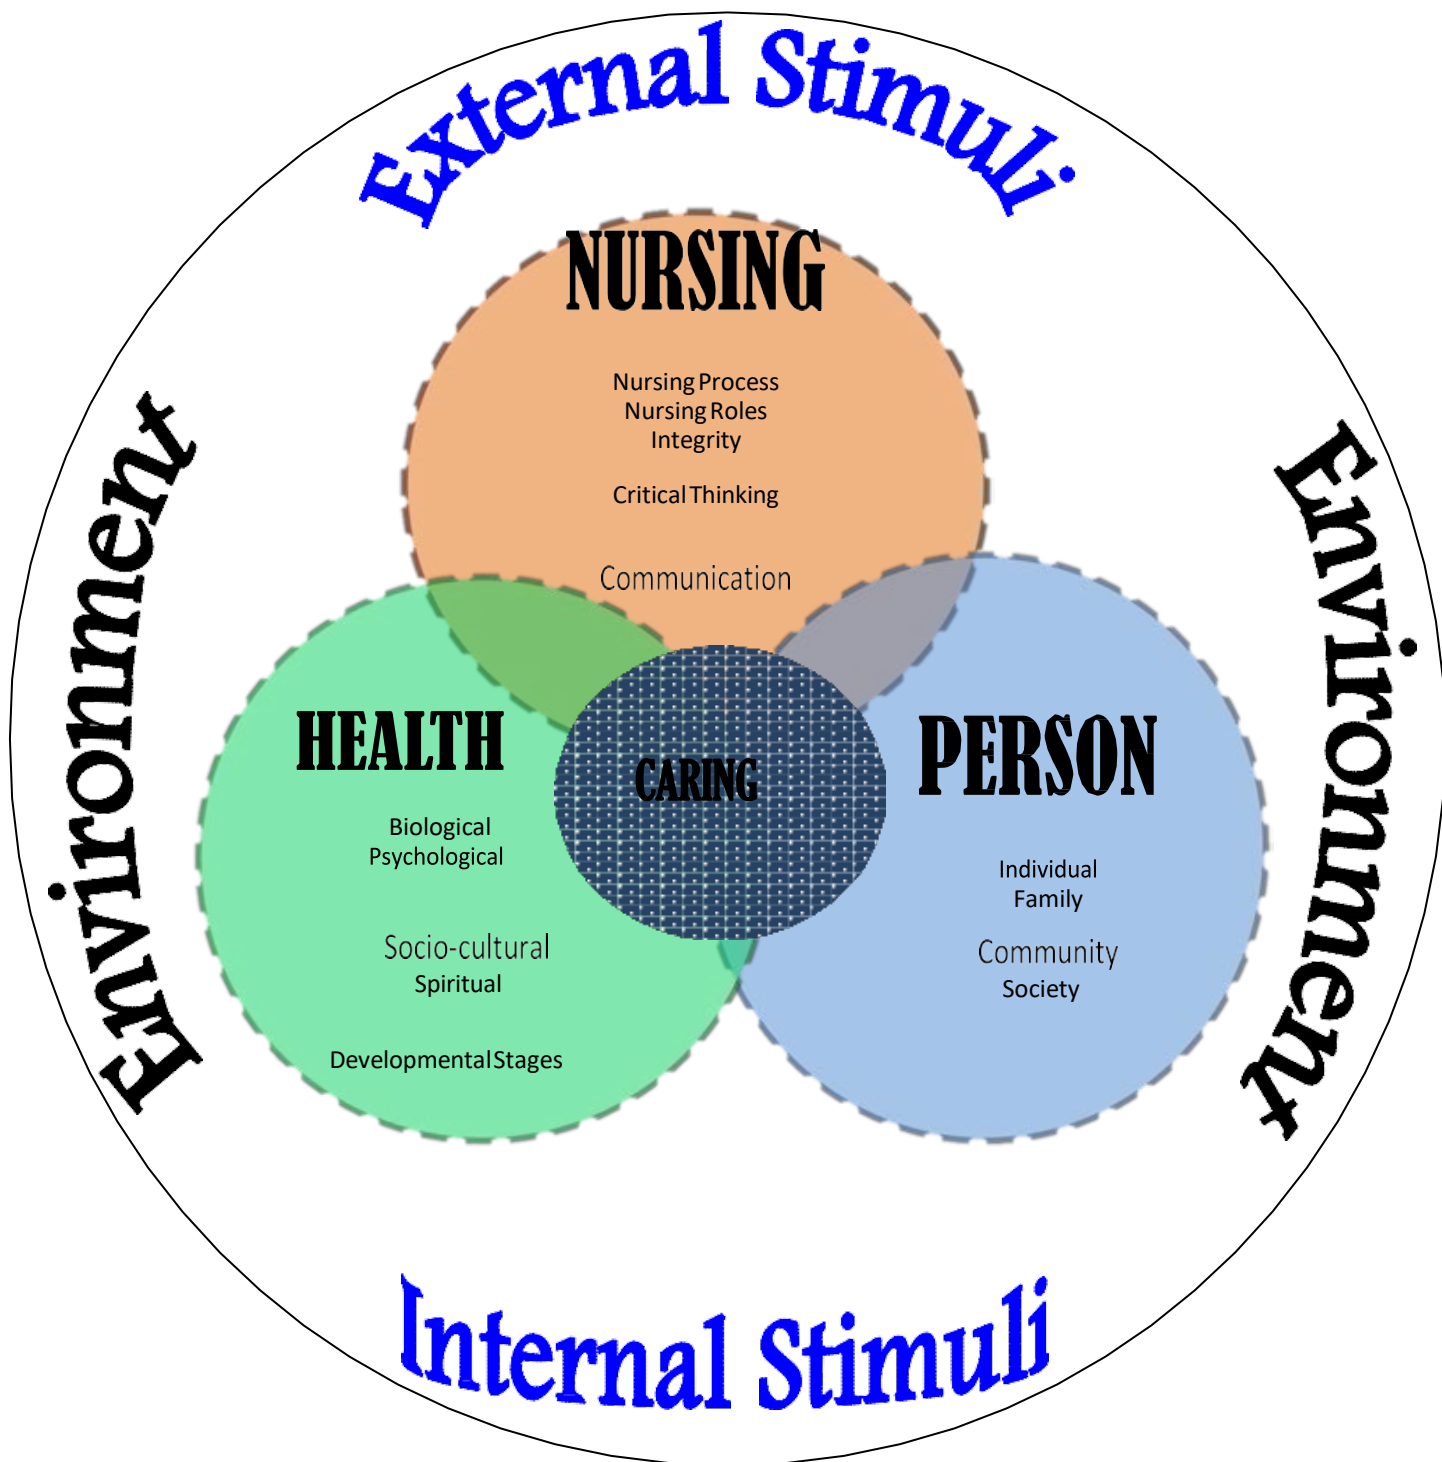 External Stimuli
NURSING
Nursing Process
Nursing Roles
Integrity
Critical Thinking
Communication
Environment
Environment
HEALTH
Biological
Psychological
Socio-cultural
Spiritual
Developmental Stages
CARING
PERSON
Individual
Family
Community
Society
Internal Stimuli